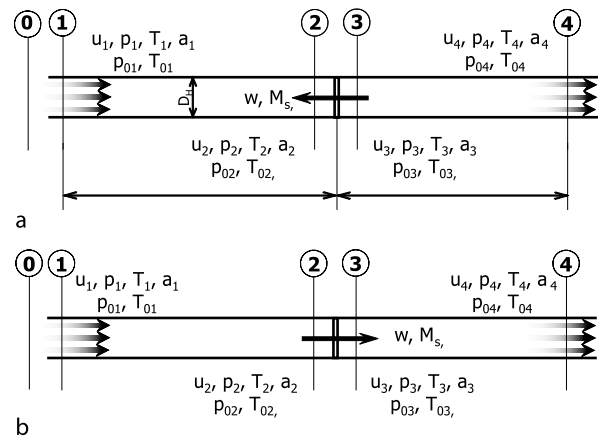 0 1 2 3 4
u₁, p₁, T₁, a₁
p₀₁, T₀₁
u₄, p₄, T₄, a₄
p₀₄, T₀₄
D_H
w, Mₛ,
u₂, p₂, T₂, a₂
p₀₂, T₀₂,
u₃, p₃, T₃, a₃
p₀₃, T₀₃,
a
0 1 2 3 4
u₁, p₁, T₁, a₁
p₀₁, T₀₁
u₄, p₄, T₄, a₄
p₀₄, T₀₄
w, Mₛ,
u₂, p₂, T₂, a₂
p₀₂, T₀₂,
u₃, p₃, T₃, a₃
p₀₃, T₀₃,
b